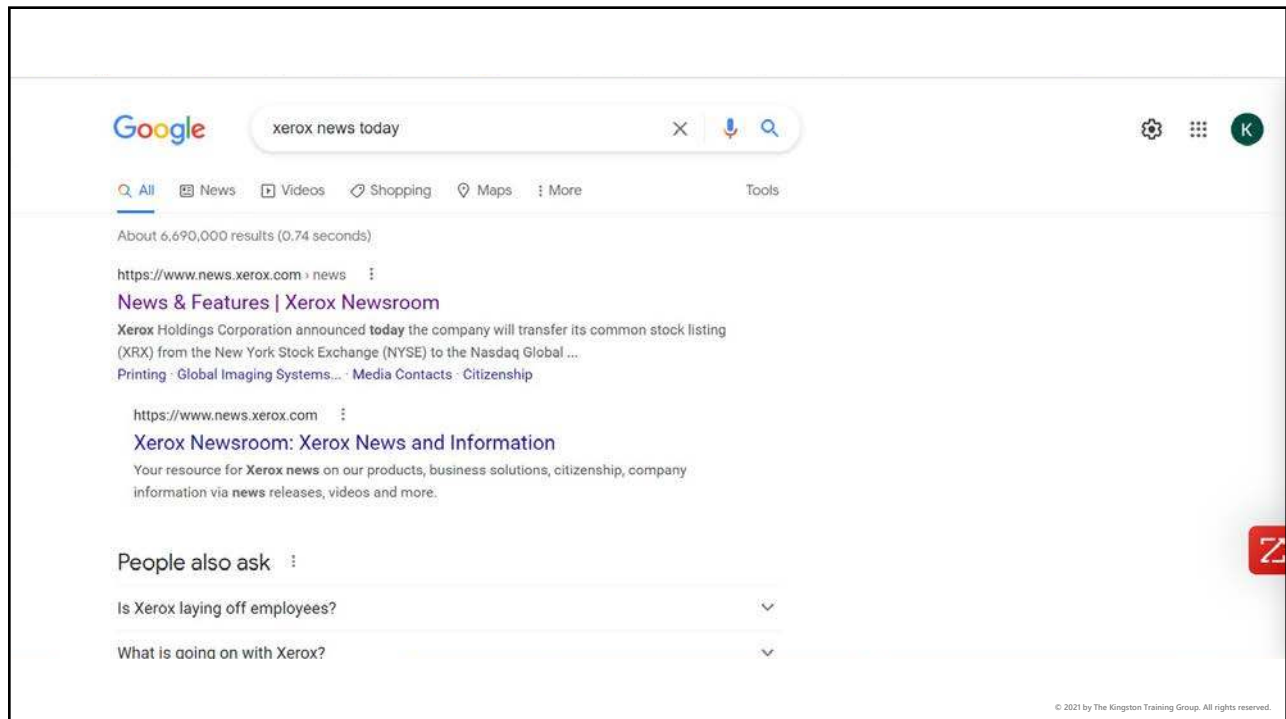 Google
xerox news today
K
All News Videos Shopping Maps More Tools
About 6,690,000 results (0.74 seconds)
https://www.news.xerox.com › news
News & Features | Xerox Newsroom
Xerox Holdings Corporation announced today the company will transfer its common stock listing
(XRX) from the New York Stock Exchange (NYSE) to the Nasdaq Global ...
Printing · Global Imaging Systems... · Media Contacts · Citizenship
https://www.news.xerox.com
Xerox Newsroom: Xerox News and Information
Your resource for Xerox news on our products, business solutions, citizenship, company
information via news releases, videos and more.
People also ask
Is Xerox laying off employees?
What is going on with Xerox?
© 2021 by The Kingston Training Group. All rights reserved.